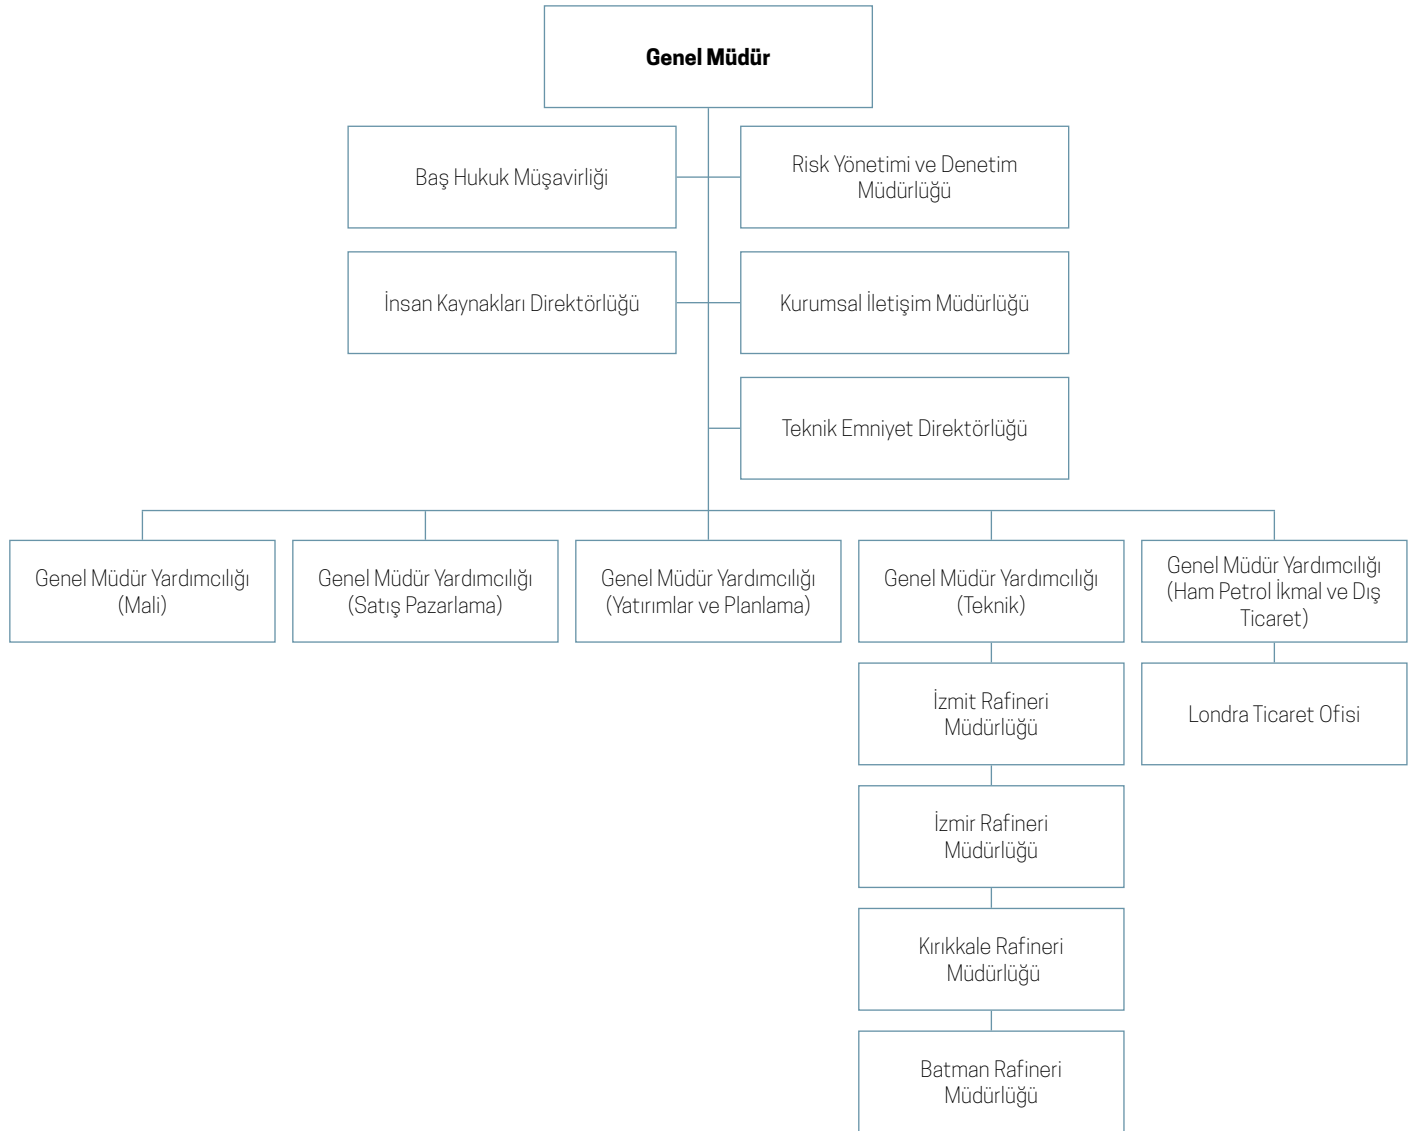 Genel Müdür
Baş Hukuk Müşavirliği
Risk Yönetimi ve Denetim
Müdürlüğü
İnsan Kaynakları Direktörlüğü
Kurumsal İletişim Müdürlüğü
Teknik Emniyet Direktörlüğü
Genel Müdür Yardımcılığı
(Mali)
Genel Müdür Yardımcılığı
(Satış Pazarlama)
Genel Müdür Yardımcılığı
(Yatırımlar ve Planlama)
Genel Müdür Yardımcılığı
(Teknik)
Genel Müdür Yardımcılığı
(Ham Petrol İkmal ve Dış
Ticaret)
İzmit Rafineri
Müdürlüğü
Londra Ticaret Ofisi
İzmir Rafineri
Müdürlüğü
Kırıkkale Rafineri
Müdürlüğü
Batman Rafineri
Müdürlüğü